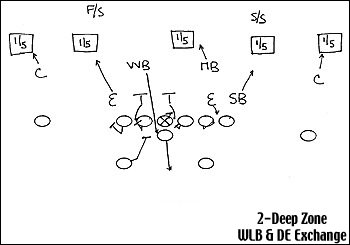 F/S S/S
1/5 1/5 1/5 1/5 1/5
C WB MB C
E T T E SB
2-Deep Zone
WLB & DE Exchange